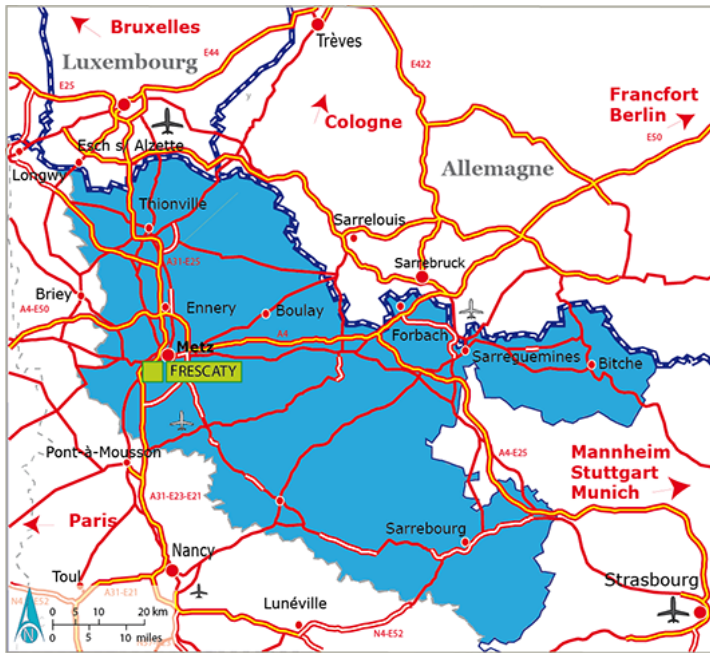 Bruxelles
Trèves
E44
Luxembourg
E25
E422
Francfort
Berlin
E50
Cologne
Esch s/ Alzette
Allemagne
Longwy
Thionville
Sarrelouis
A31-E25
Sarrebruck
Briey
Ennery
Boulay
A4-E50
A4
Forbach
Metz
Sarreguemines
Bitche
FRESCATY
Pont-à-Mousson
A4-E25
Mannheim
Stuttgart
Munich
A31-E23-E21
Paris
Sarrebourg
Nancy
Toul
A31-E21
Strasbourg
N4-E52
0 5 10 20 km
Lunéville
N4-E52
N
0 5 10 miles